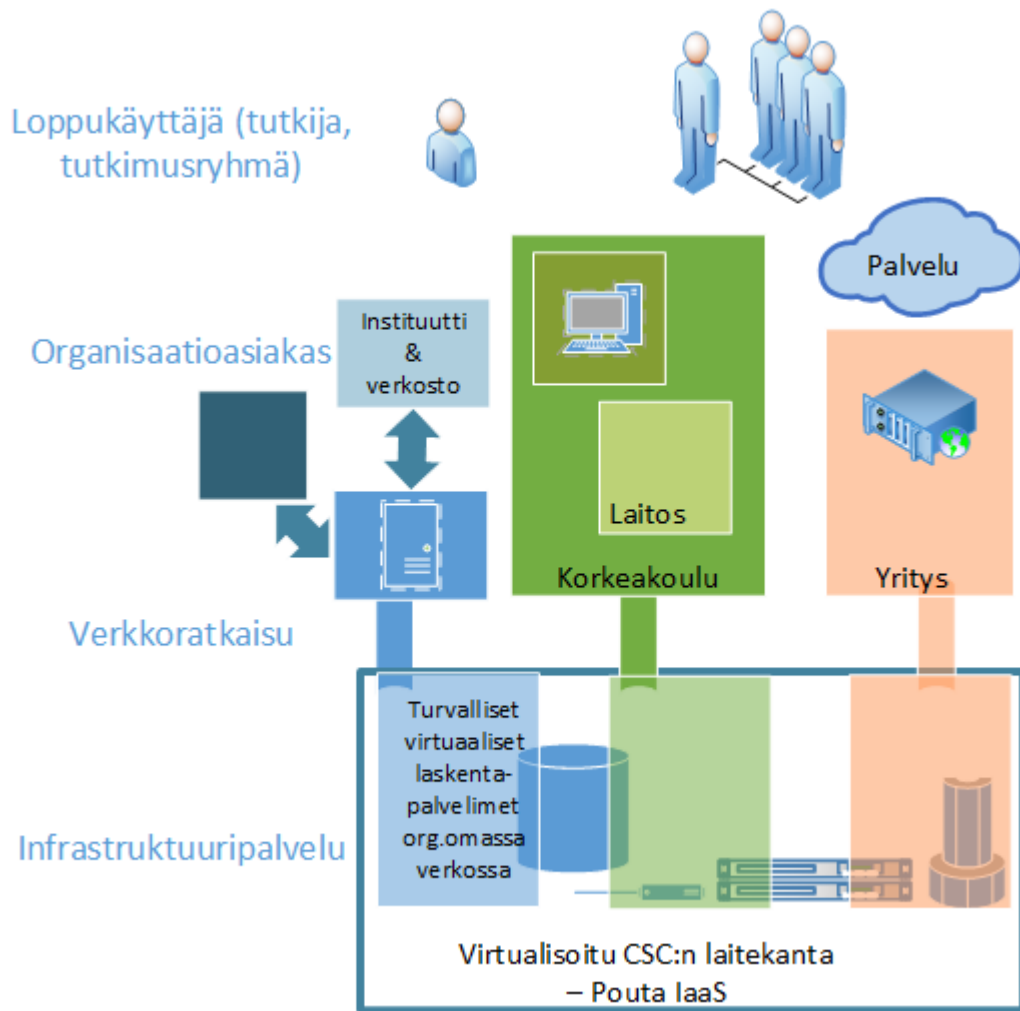 Loppukäyttäjä (tutkija,
tutkimusryhmä)
Palvelu
Organisaatioasiakas
Instituutti
&
verkosto
Laitos
Korkeakoulu
Yritys
Verkkoratkaisu
Turvalliset
virtuaaliset
laskenta-
palvelimet
org.omassa
verkossa
Infrastruktuuripalvelu
Virtualisoitu CSC:n laitekanta
– Pouta IaaS